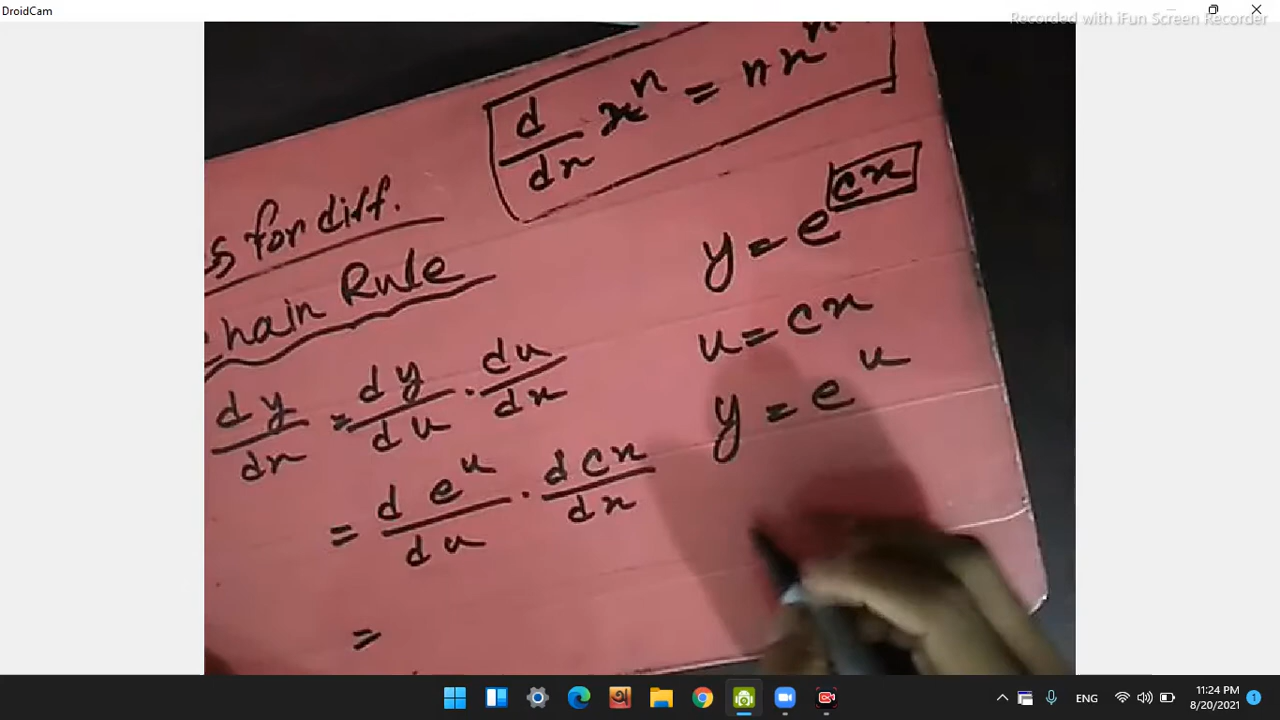 DroidCam
Recorded with iFun Screen Recorder
d/dx x^n = n x^n
s for diff.
hain Rule
dy/dx = dy/du . du/dx
= d e^u/du . d cx/dx
=
y = e^cx
u = cx
y = e^u
ENG
11:24 PM
8/20/2021
1